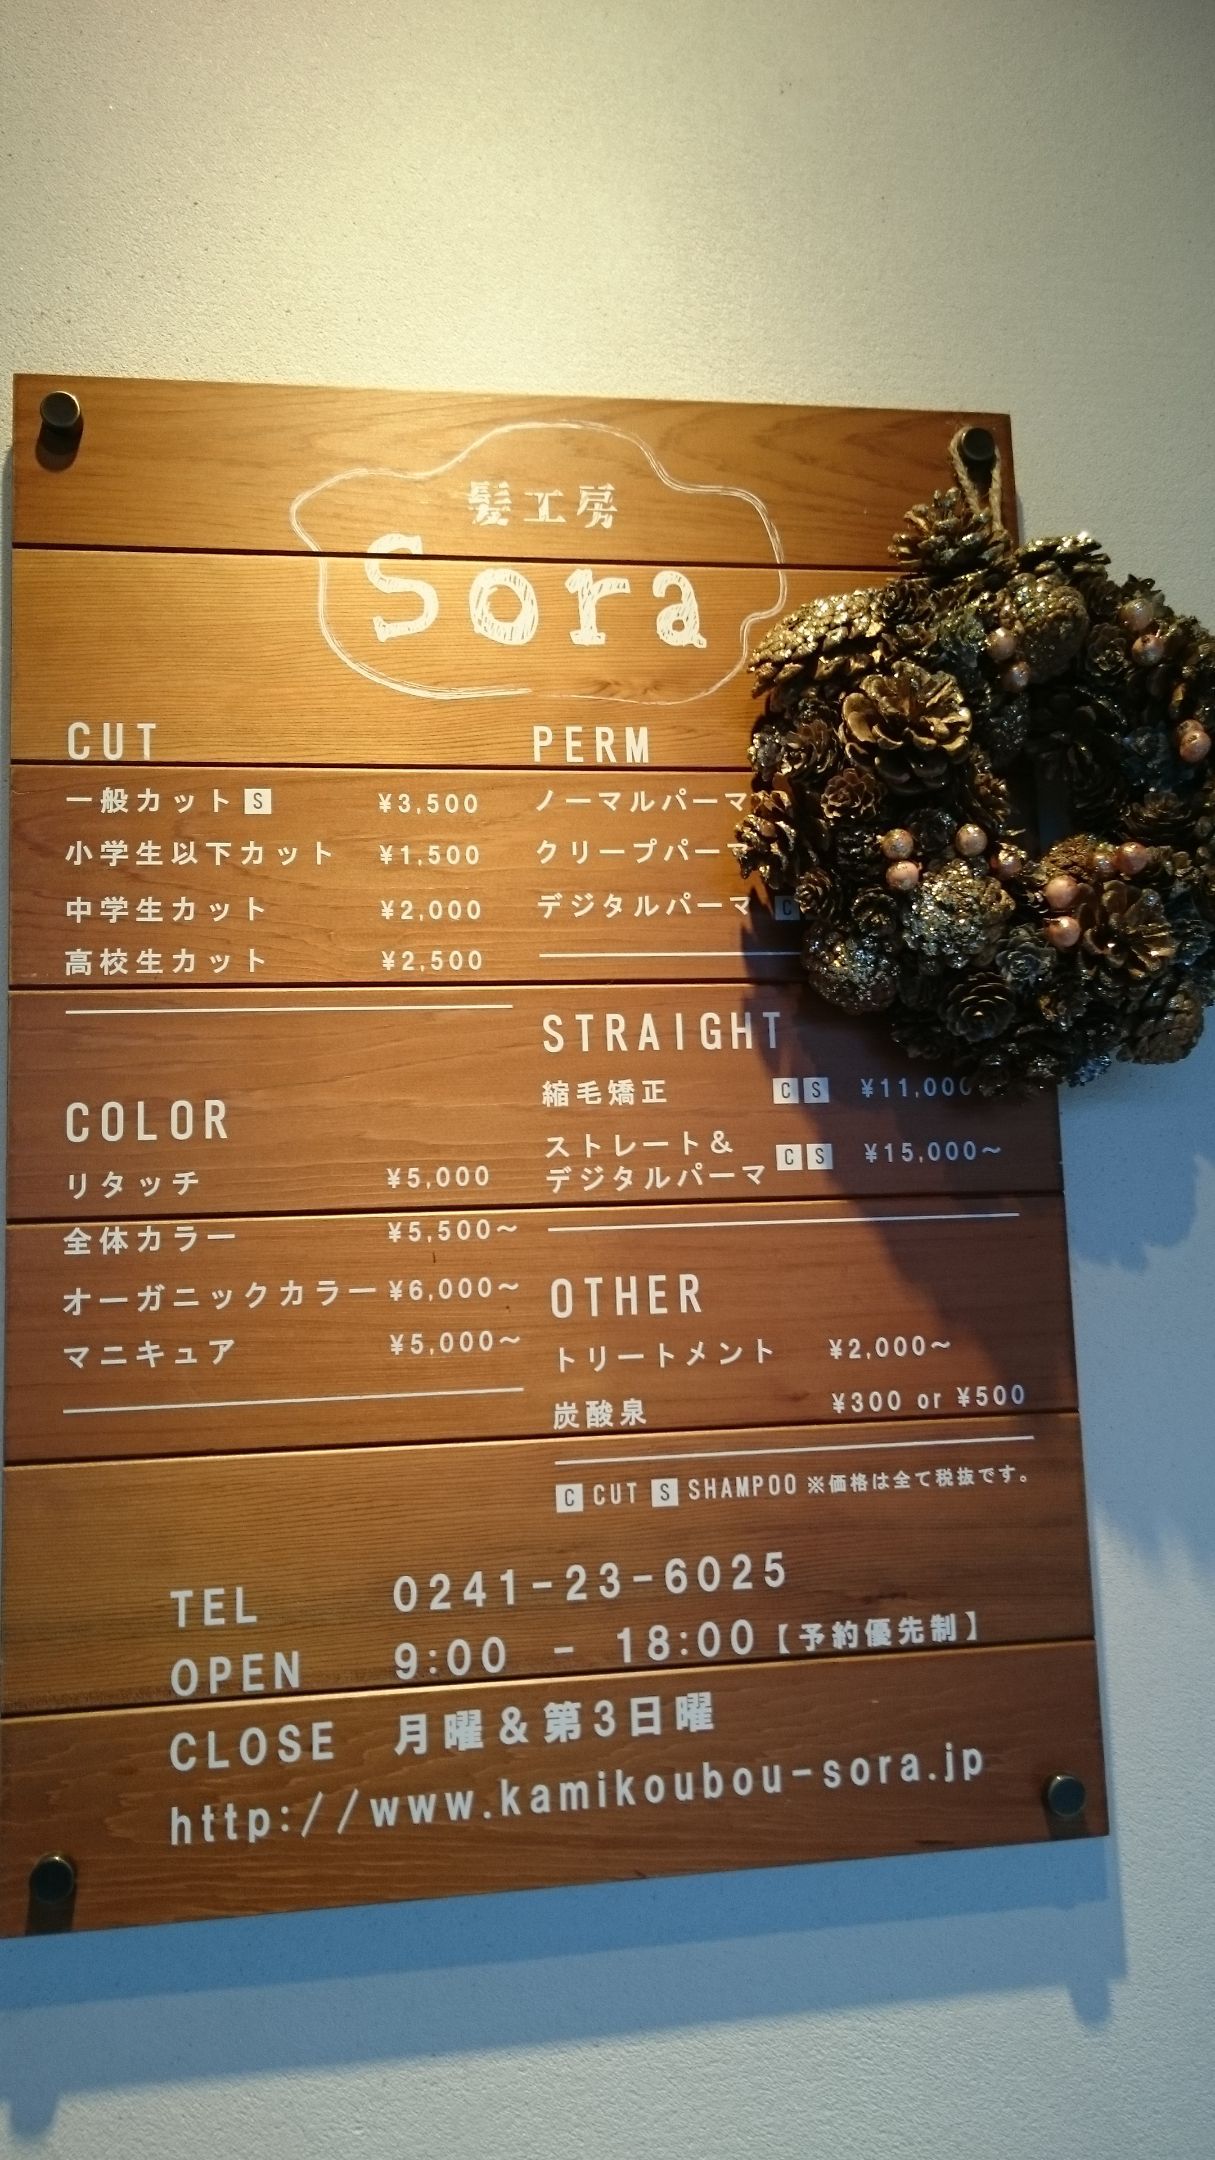 髪工房
Sora
CUT
一般カット S ¥3,500
小学生以下カット ¥1,500
中学生カット ¥2,000
高校生カット ¥2,500
COLOR
リタッチ ¥5,000
全体カラー ¥5,500~
オーガニックカラー ¥6,000~
マニキュア ¥5,000~
PERM
ノーマルパーマ
クリープパーマ
デジタルパーマ C
STRAIGHT
縮毛矯正 C S ¥11,000
ストレート&
デジタルパーマ C S ¥15,000~
OTHER
トリートメント ¥2,000~
炭酸泉 ¥300 or ¥500
C CUT S SHAMPOO ※価格は全て税抜です。
TEL 0241-23-6025
OPEN 9:00 - 18:00【予約優先制】
CLOSE 月曜&第3日曜
http://www.kamikoubou-sora.jp